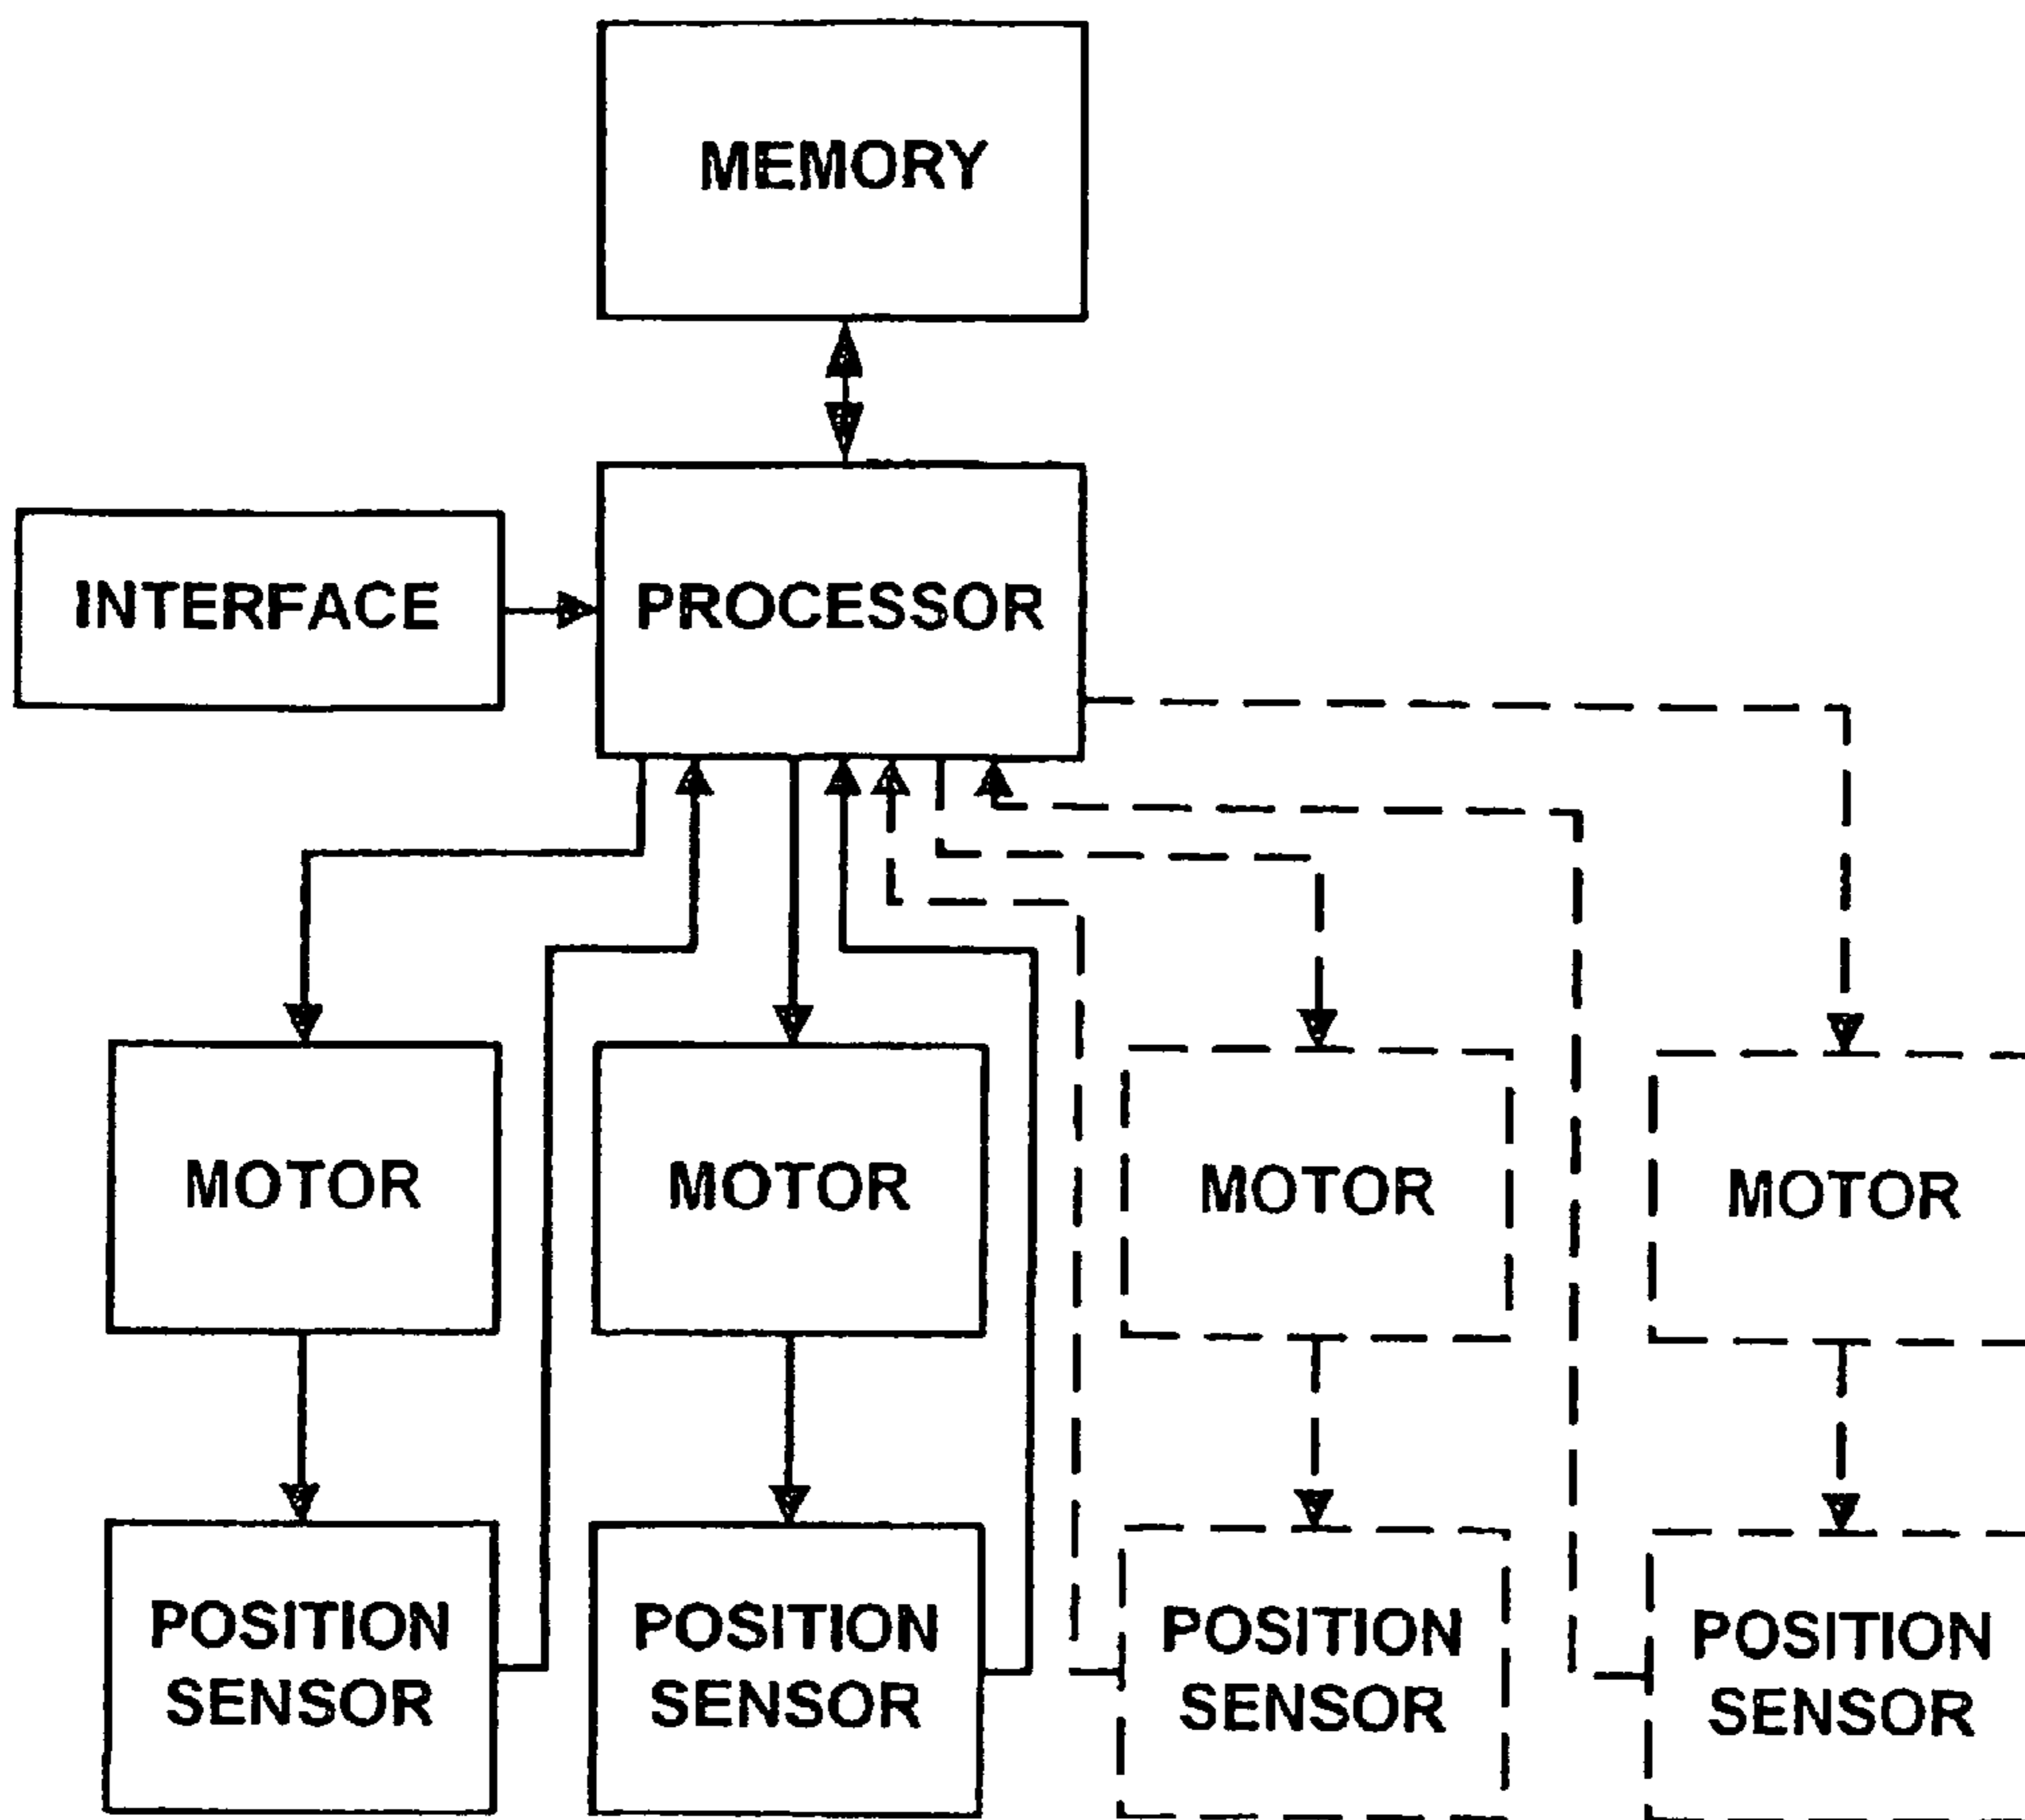 MEMORY
INTERFACE
PROCESSOR
MOTOR
MOTOR
MOTOR
MOTOR
POSITION
SENSOR
POSITION
SENSOR
POSITION
SENSOR
POSITION
SENSOR